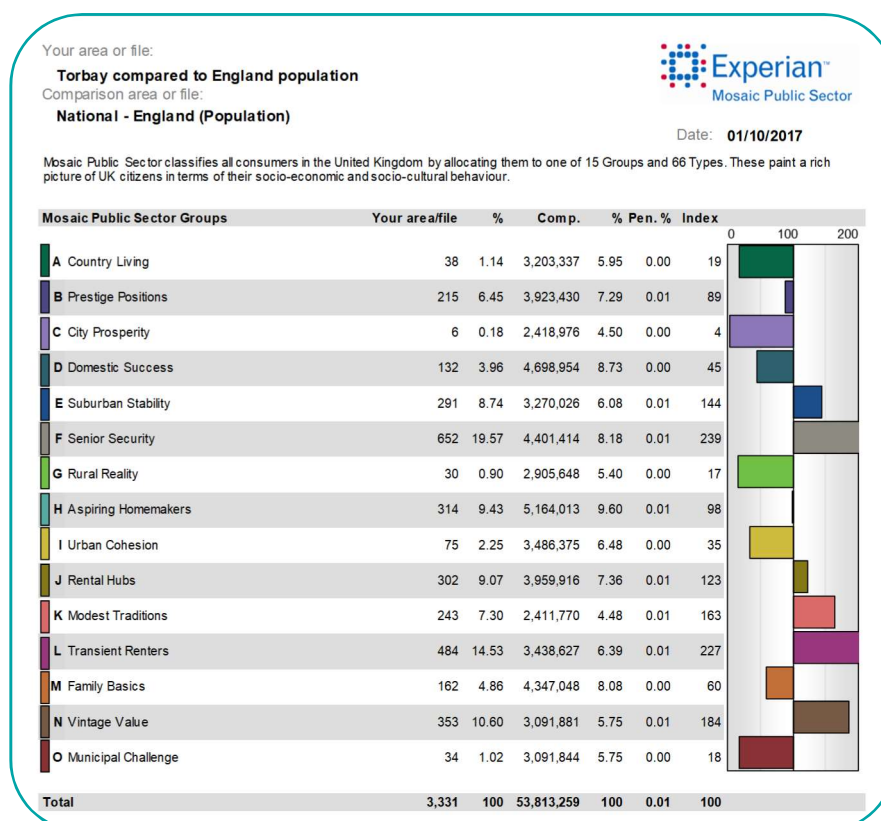 Your area or file:
Torbay compared to England population
Comparison area or file:
National - England (Population)
Experian™
Mosaic Public Sector
Date: 01/10/2017
Mosaic Public Sector classifies all consumers in the United Kingdom by allocating them to one of 15 Groups and 66 Types. These paint a rich
picture of UK citizens in terms of their socio-economic and socio-cultural behaviour.
Mosaic Public Sector Groups Your area/file % Comp. % Pen. % Index
0 100 200
A Country Living 38 1.14 3,203,337 5.95 0.00 19
B Prestige Positions 215 6.45 3,923,430 7.29 0.01 89
C City Prosperity 6 0.18 2,418,976 4.50 0.00 4
D Domestic Success 132 3.96 4,698,954 8.73 0.00 45
E Suburban Stability 291 8.74 3,270,026 6.08 0.01 144
F Senior Security 652 19.57 4,401,414 8.18 0.01 239
G Rural Reality 30 0.90 2,905,648 5.40 0.00 17
H Aspiring Homemakers 314 9.43 5,164,013 9.60 0.01 98
I Urban Cohesion 75 2.25 3,486,375 6.48 0.00 35
J Rental Hubs 302 9.07 3,959,916 7.36 0.01 123
K Modest Traditions 243 7.30 2,411,770 4.48 0.01 163
L Transient Renters 484 14.53 3,438,627 6.39 0.01 227
M Family Basics 162 4.86 4,347,048 8.08 0.00 60
N Vintage Value 353 10.60 3,091,881 5.75 0.01 184
O Municipal Challenge 34 1.02 3,091,844 5.75 0.00 18
Total 3,331 100 53,813,259 100 0.01 100